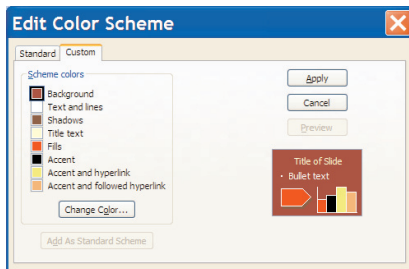 Edit Color Scheme
Standard
Custom
Scheme colors
Background
Text and lines
Shadows
Title text
Fills
Accent
Accent and hyperlink
Accent and followed hyperlink
Change Color...
Add As Standard Scheme
Apply
Cancel
Preview
Title of Slide
• Bullet text